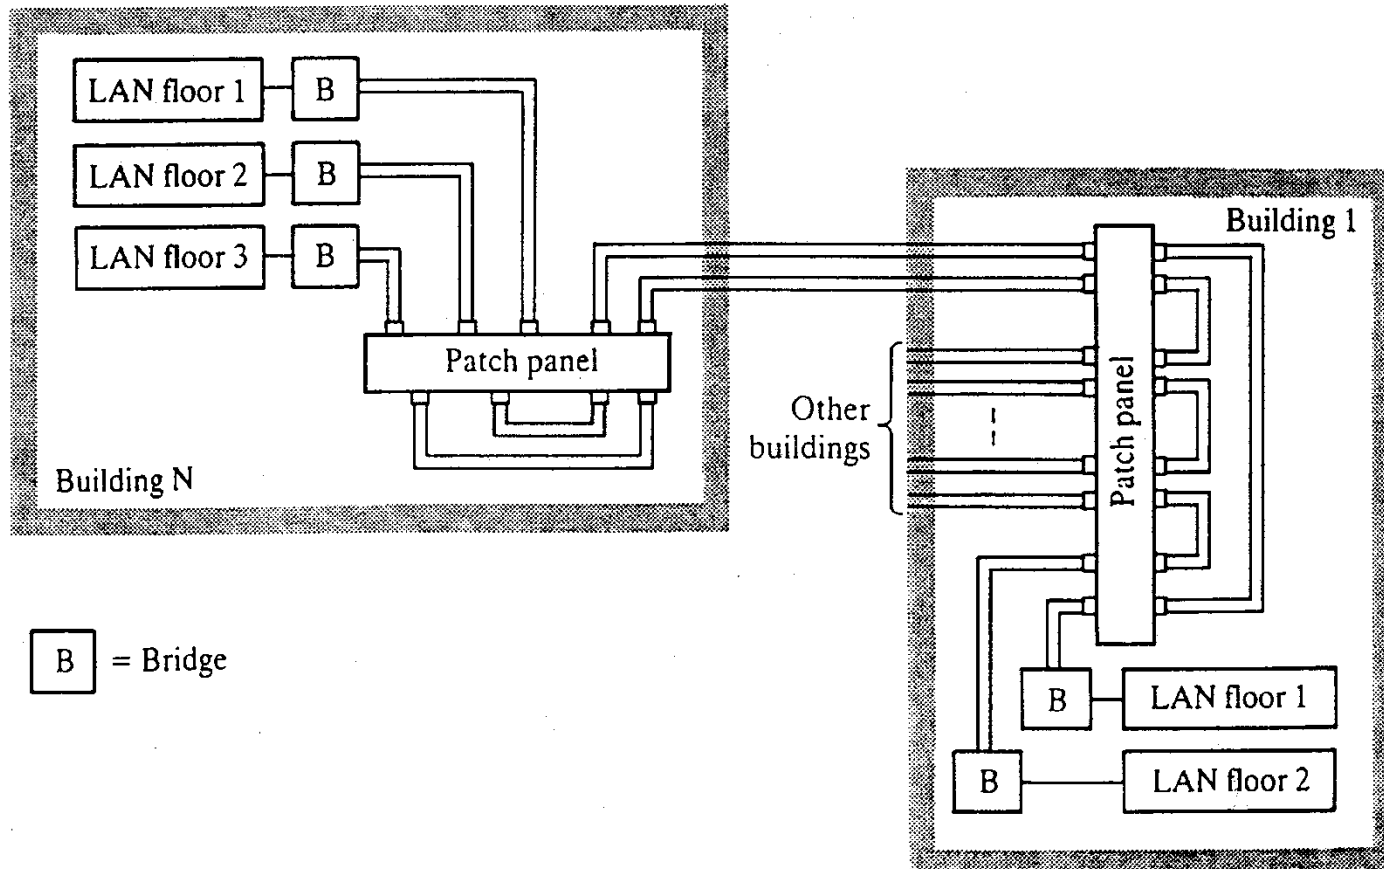 LAN floor 1
B
LAN floor 2
B
LAN floor 3
B
Patch panel
Building N
B = Bridge
Building 1
Patch panel
Other
buildings
B
LAN floor 1
B
LAN floor 2